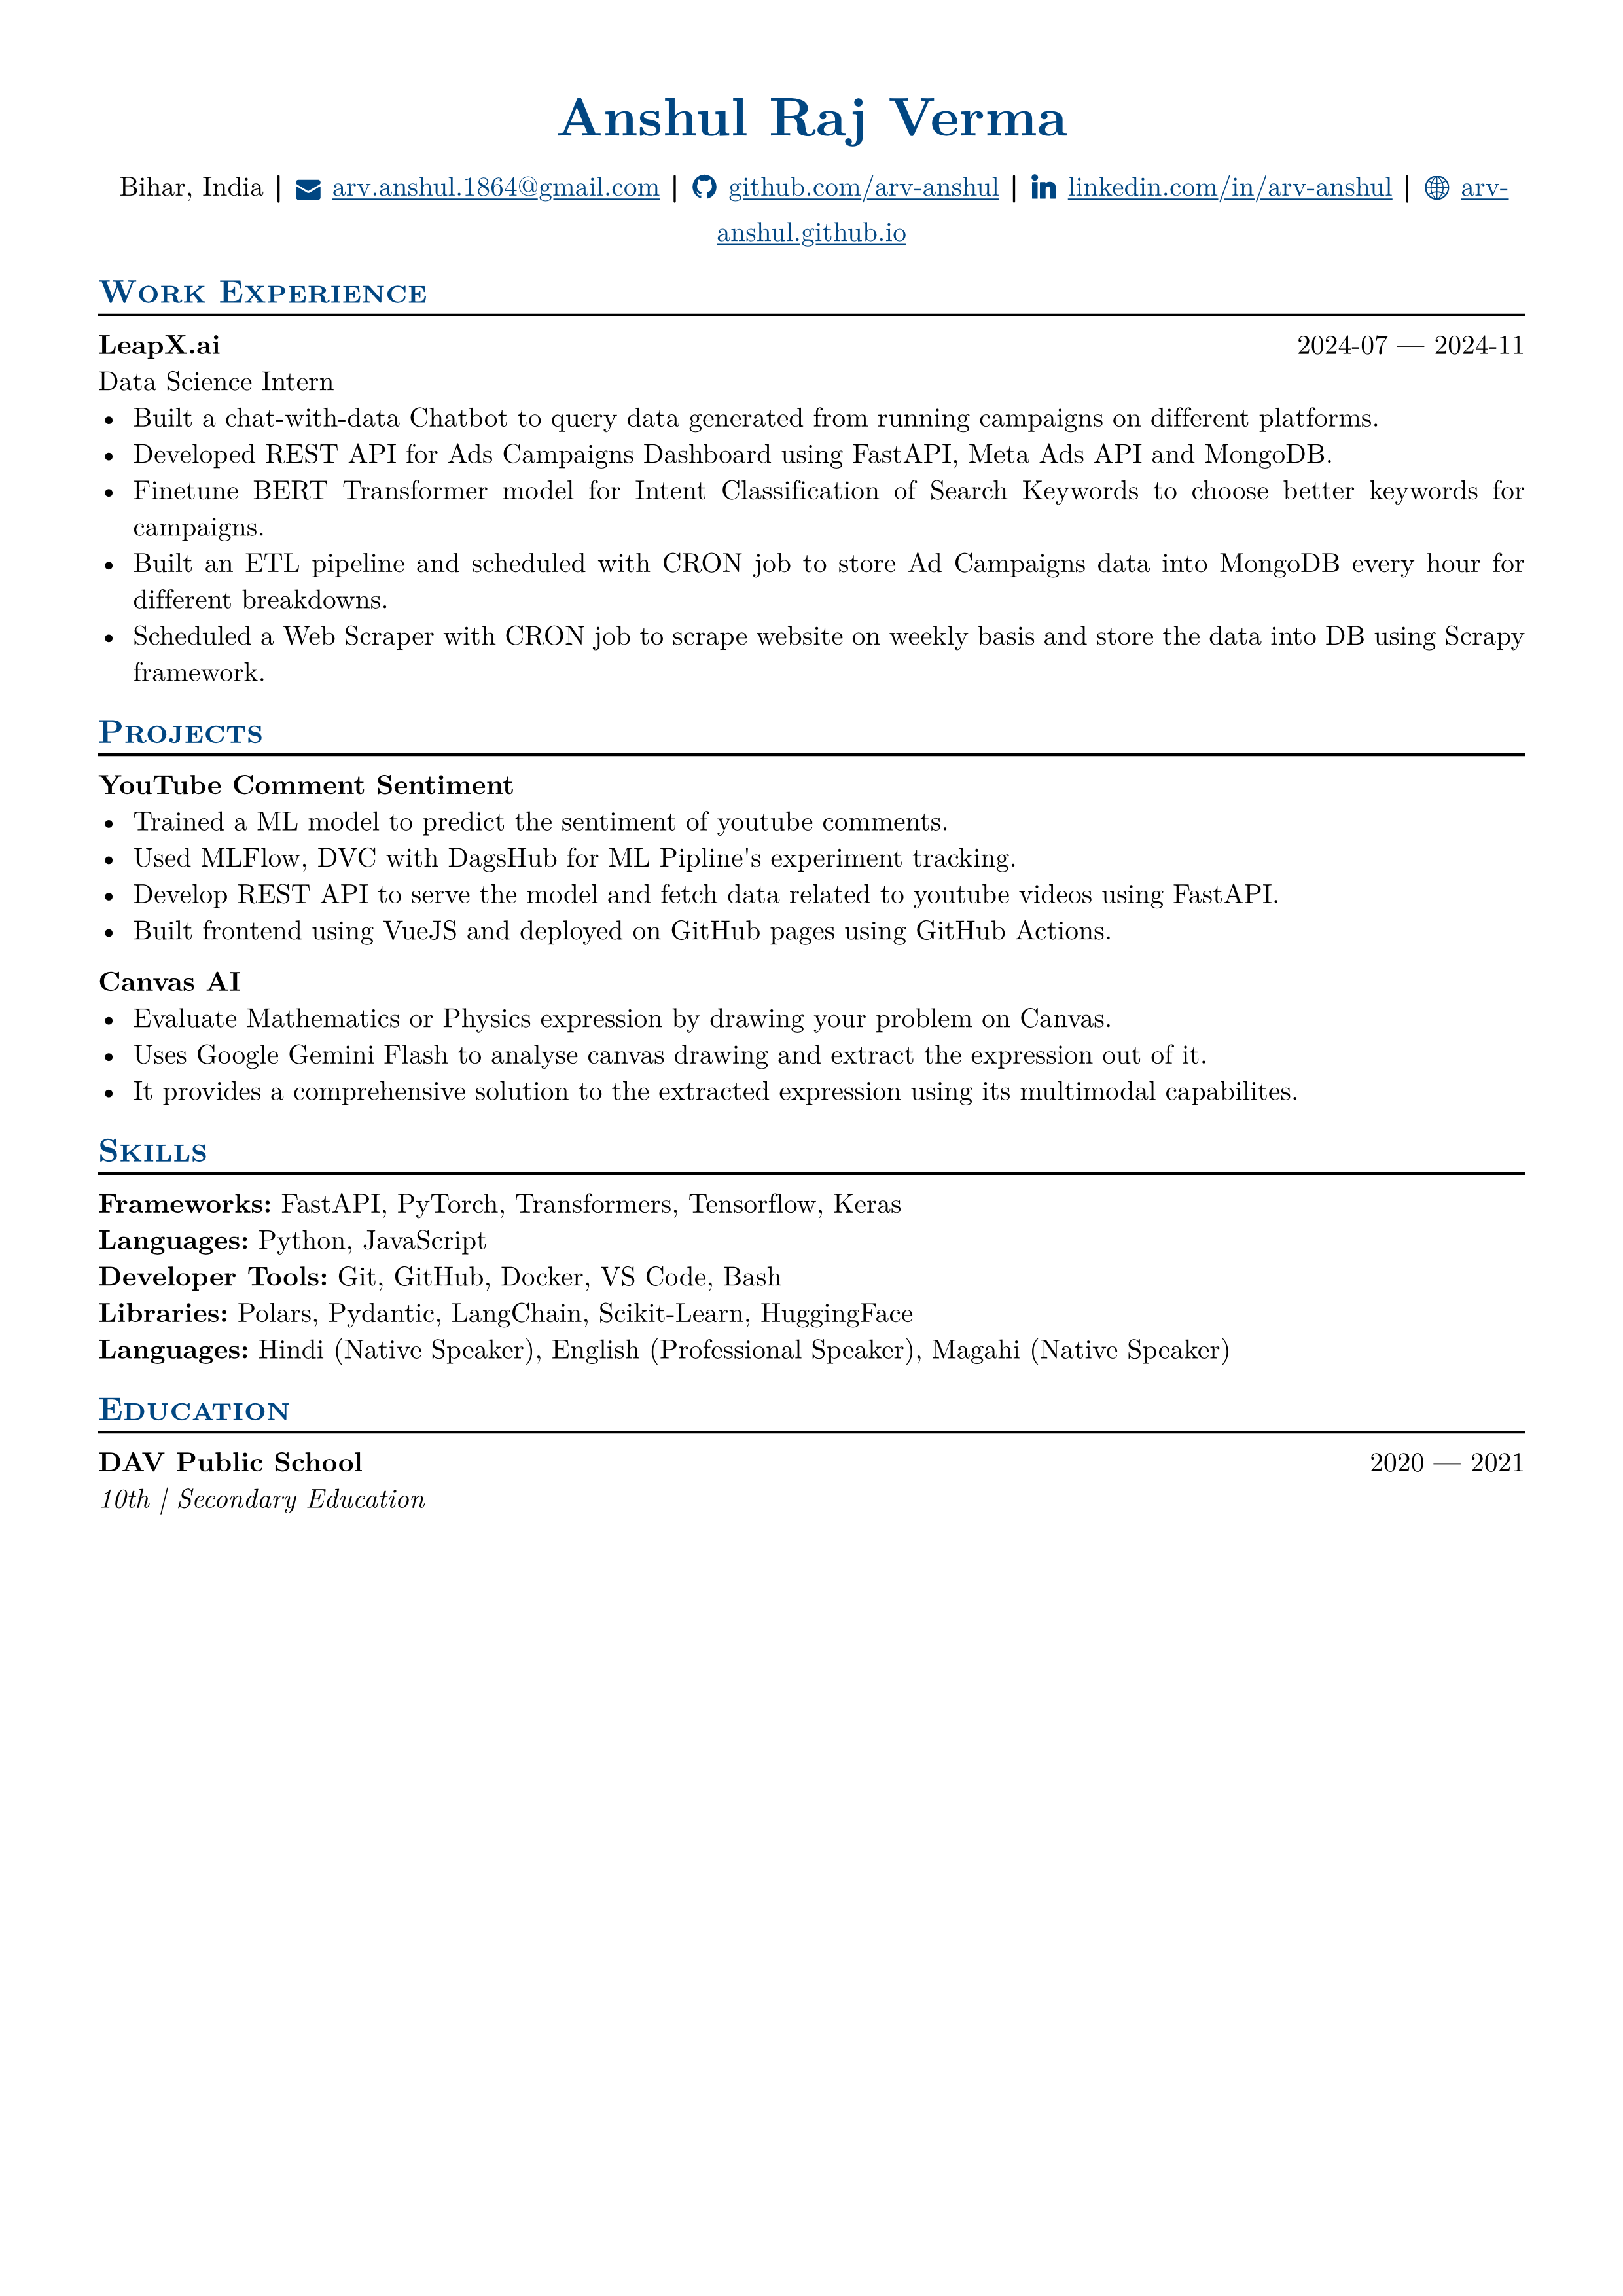 Anshul Raj Verma
Bihar, India | arv.anshul.1864@gmail.com | github.com/arv-anshul | linkedin.com/in/arv-anshul | arv-
anshul.github.io
Work Experience
LeapX.ai 2024-07 — 2024-11
Data Science Intern
• Built a chat-with-data Chatbot to query data generated from running campaigns on different platforms.
• Developed REST API for Ads Campaigns Dashboard using FastAPI, Meta Ads API and MongoDB.
• Finetune BERT Transformer model for Intent Classification of Search Keywords to choose better keywords for
campaigns.
• Built an ETL pipeline and scheduled with CRON job to store Ad Campaigns data into MongoDB every hour for
different breakdowns.
• Scheduled a Web Scraper with CRON job to scrape website on weekly basis and store the data into DB using Scrapy
framework.
Projects
YouTube Comment Sentiment
• Trained a ML model to predict the sentiment of youtube comments.
• Used MLFlow, DVC with DagsHub for ML Pipline's experiment tracking.
• Develop REST API to serve the model and fetch data related to youtube videos using FastAPI.
• Built frontend using VueJS and deployed on GitHub pages using GitHub Actions.
Canvas AI
• Evaluate Mathematics or Physics expression by drawing your problem on Canvas.
• Uses Google Gemini Flash to analyse canvas drawing and extract the expression out of it.
• It provides a comprehensive solution to the extracted expression using its multimodal capabilites.
Skills
Frameworks: FastAPI, PyTorch, Transformers, Tensorflow, Keras
Languages: Python, JavaScript
Developer Tools: Git, GitHub, Docker, VS Code, Bash
Libraries: Polars, Pydantic, LangChain, Scikit-Learn, HuggingFace
Languages: Hindi (Native Speaker), English (Professional Speaker), Magahi (Native Speaker)
Education
DAV Public School 2020 — 2021
10th | Secondary Education